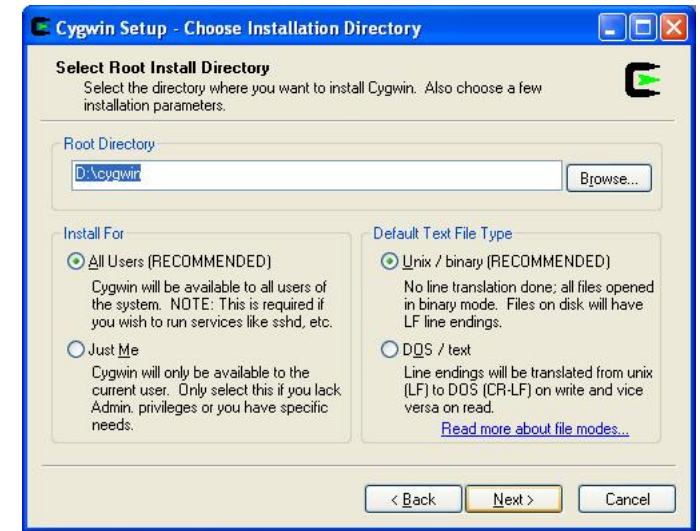 Cygwin Setup - Choose Installation Directory
Select Root Install Directory
Select the directory where you want to install Cygwin. Also choose a few
installation parameters.
Root Directory
D:\cygwin
Browse...
Install For
All Users (RECOMMENDED)
Cygwin will be available to all users of
the system. NOTE: This is required if
you wish to run services like sshd, etc.
Just Me
Cygwin will only be available to the
current user. Only select this if you lack
Admin. privileges or you have specific
needs.
Default Text File Type
Unix / binary (RECOMMENDED)
No line translation done; all files opened
in binary mode. Files on disk will have
LF line endings.
DOS / text
Line endings will be translated from unix
(LF) to DOS (CR-LF) on write and vice
versa on read.
Read more about file modes...
< Back
Next >
Cancel